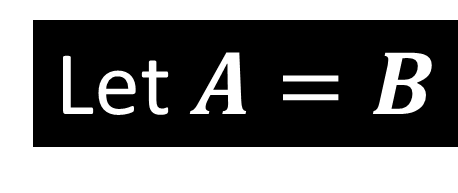 Let A = B